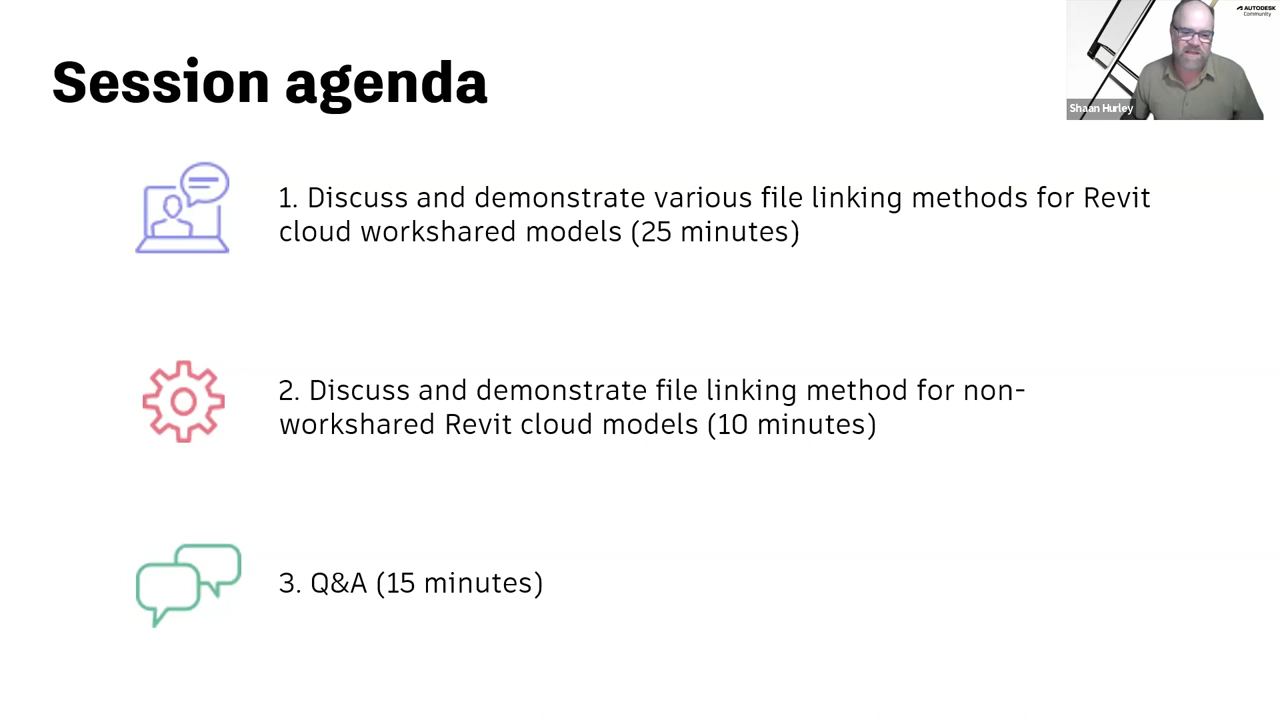 AUTODESK
Community
Session agenda
Shaan Hurley
1. Discuss and demonstrate various file linking methods for Revit
cloud workshared models (25 minutes)
2. Discuss and demonstrate file linking method for non-
workshared Revit cloud models (10 minutes)
3. Q&A (15 minutes)